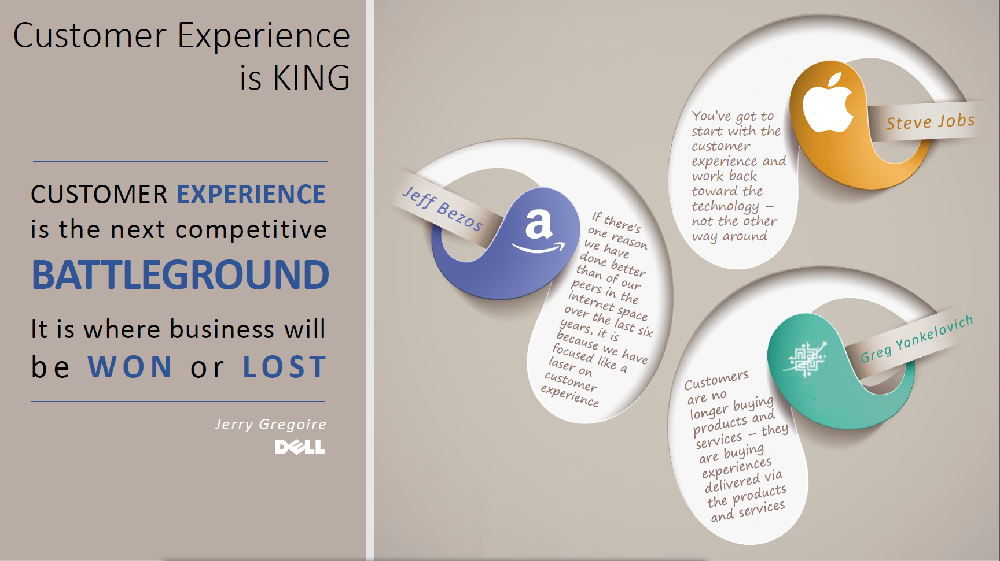 Customer Experience
is KING
CUSTOMER EXPERIENCE
is the next competitive
BATTLEGROUND
It is where business will
be WON or LOST
Jerry Gregoire
DELL
Jeff Bezos
a
If there's
one reason
we have
done better
than of our
peers in the
internet space
over the last six
years, it is
because we have
focused like a
laser on
customer
experience
You've got to
start with the
customer
experience and
work back
toward the
technology –
not the other
way around
Steve Jobs
Customers
are no
longer buying
products and
services – they
are buying
experiences
delivered via
the products
and services
Greg Yankelovich